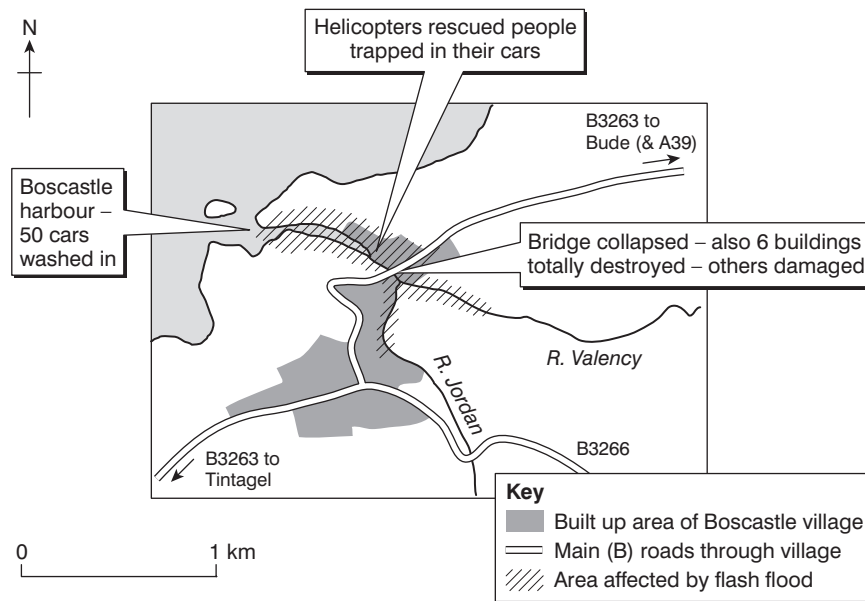 N
Helicopters rescued people
trapped in their cars
B3263 to
Bude (& A39)
Boscastle
harbour –
50 cars
washed in
Bridge collapsed – also 6 buildings
totally destroyed – others damaged
R. Valency
R. Jordan
B3266
B3263 to
Tintagel
Key
Built up area of Boscastle village
Main (B) roads through village
Area affected by flash flood
0 1 km